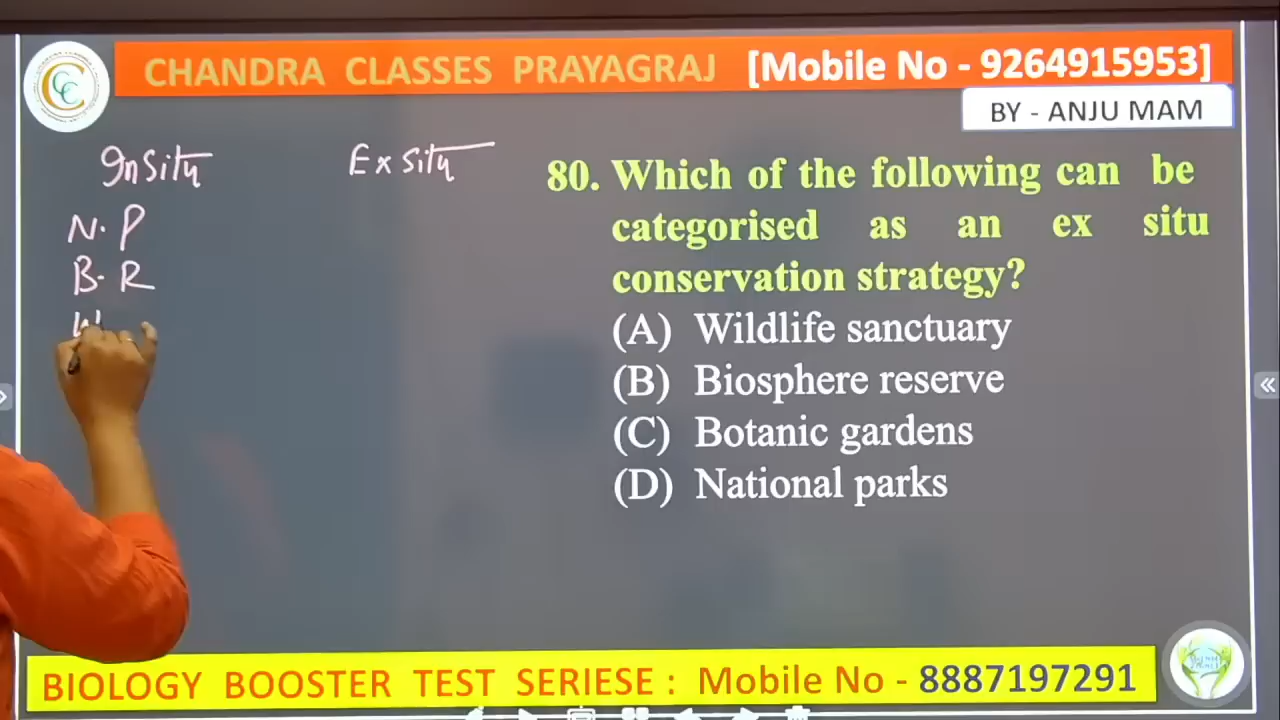 CHANDRA CLASSES PRAYAGRAJ [Mobile No - 9264915953]
CCC
BY - ANJU MAM
Insitu
Ex situ
N. P
B. R
W
80. Which of the following can be
categorised as an ex situ
conservation strategy?
(A) Wildlife sanctuary
(B) Biosphere reserve
(C) Botanic gardens
(D) National parks
BIOLOGY BOOSTER TEST SERIESE : Mobile No - 8887197291